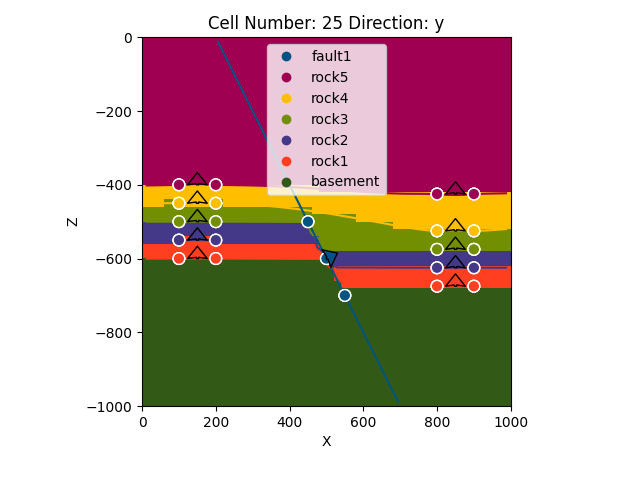 Cell Number: 25 Direction: y
fault1
rock5
rock4
rock3
rock2
rock1
basement
0
−200
−400
−600
−800
−1000
Z
0 200 400 600 800 1000
X